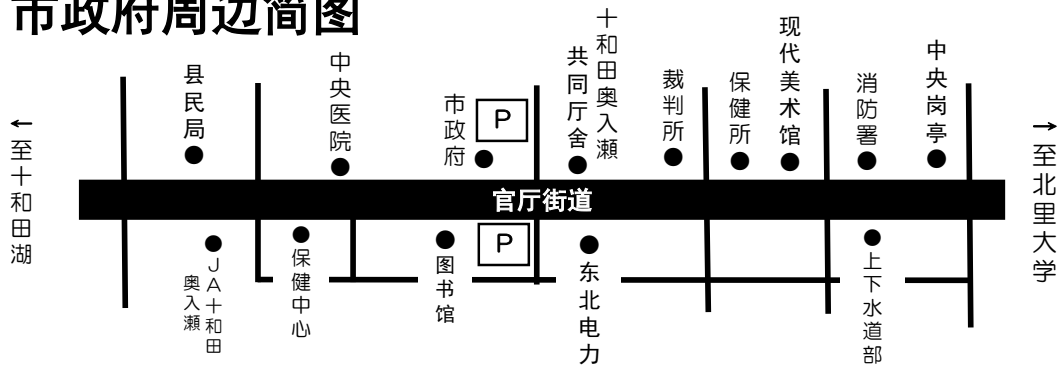 市政府周边简图
←至十和田湖
县民局
中央医院
市政府
P
共同厅舍
十和田奥入瀬
裁判所
保健所
现代美术馆
消防署
中央岗亭
→至北里大学
官厅街道
JA十和田
奥入瀬
保健中心
图书馆
P
东北电力
上下水道部